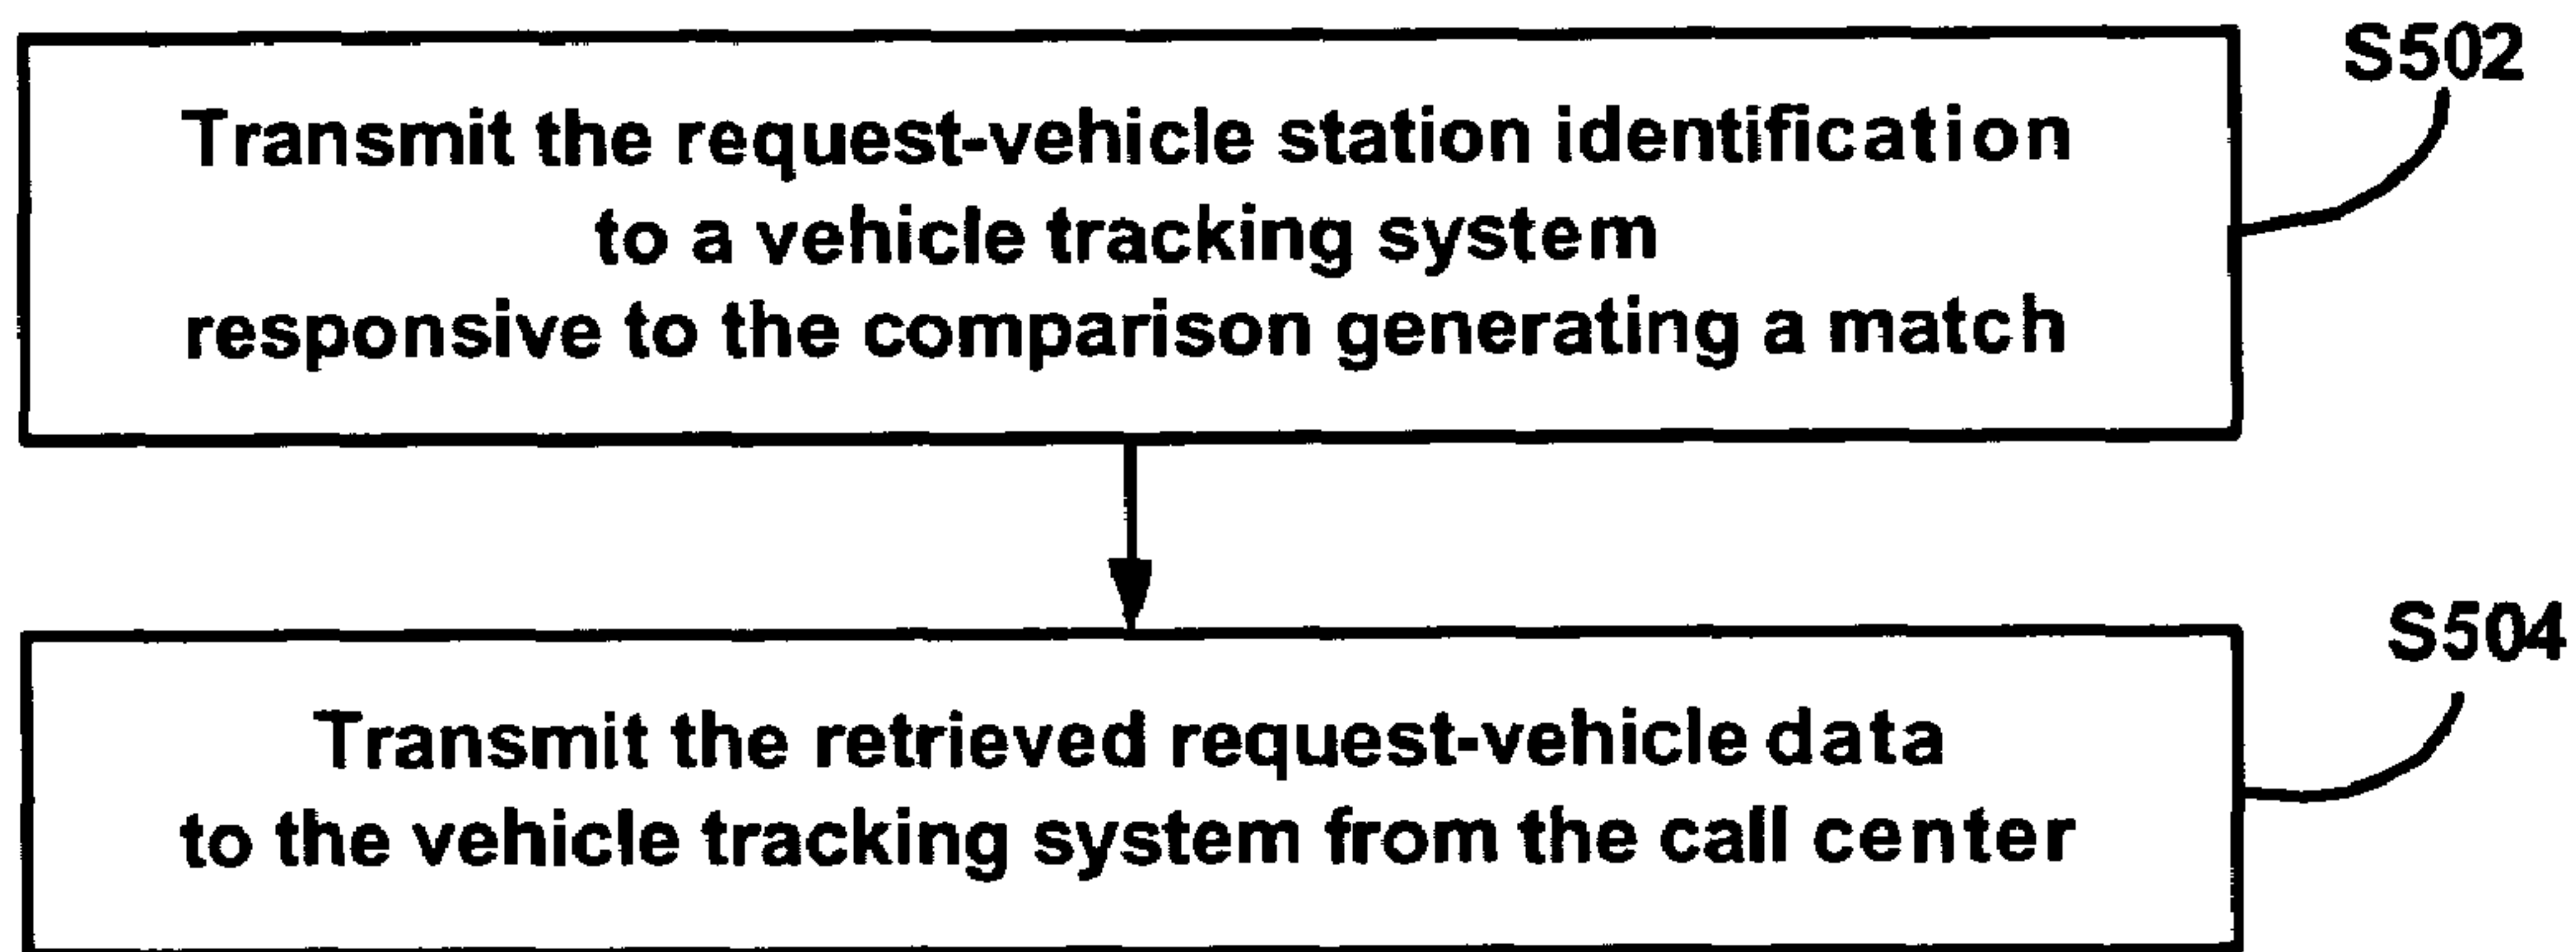 S502
Transmit the request-vehicle station identification
to a vehicle tracking system
responsive to the comparison generating a match
S504
Transmit the retrieved request-vehicle data
to the vehicle tracking system from the call center